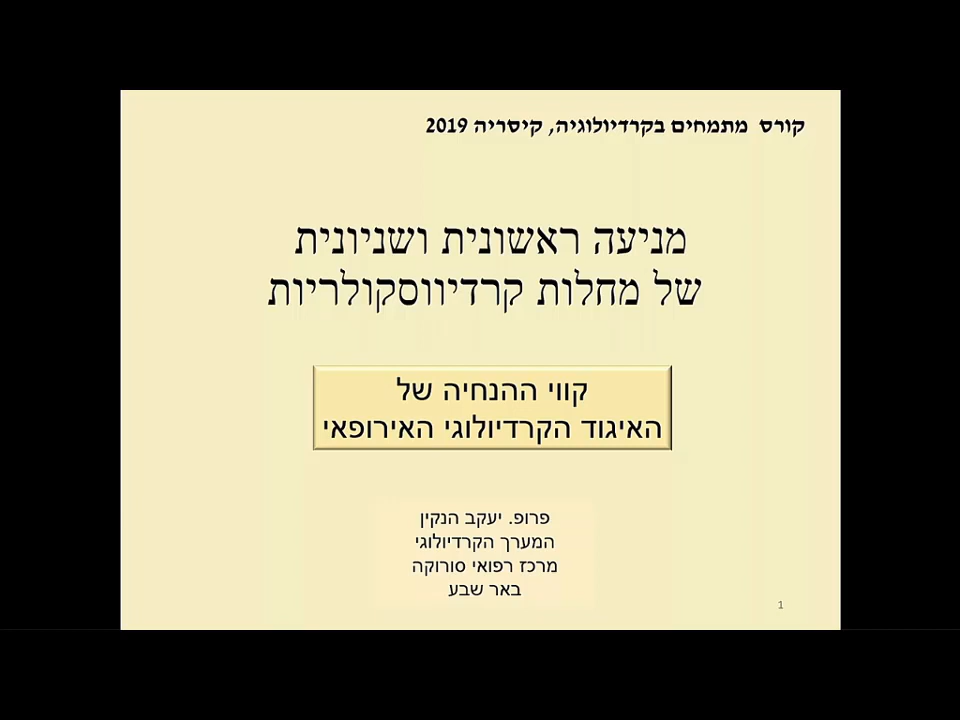 קורס מתמחים בקרדיולוגיה, קיסריה 2019
מניעה ראשונית ושניונית
של מחלות קרדיווסקולריות
קווי ההנחיה של
האיגוד הקרדיולוגי האירופאי
פרופ. יעקב הנקין
המערך הקרדיולוגי
מרכז רפואי סורוקה
באר שבע
1